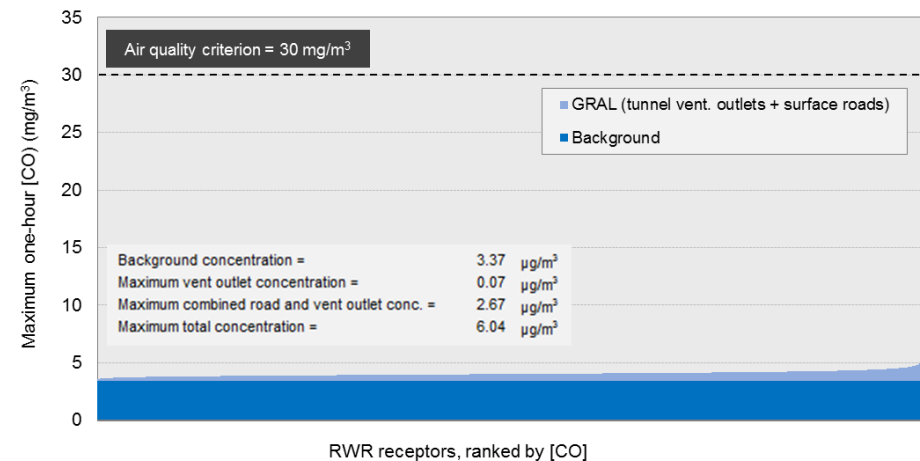 Maximum one-hour [CO] (mg/m³)
35
30
25
20
15
10
5
0
Air quality criterion = 30 mg/m³
GRAL (tunnel vent. outlets + surface roads)
Background
Background concentration = 3.37 µg/m³
Maximum vent outlet concentration = 0.07 µg/m³
Maximum combined road and vent outlet conc. = 2.67 µg/m³
Maximum total concentration = 6.04 µg/m³
RWR receptors, ranked by [CO]